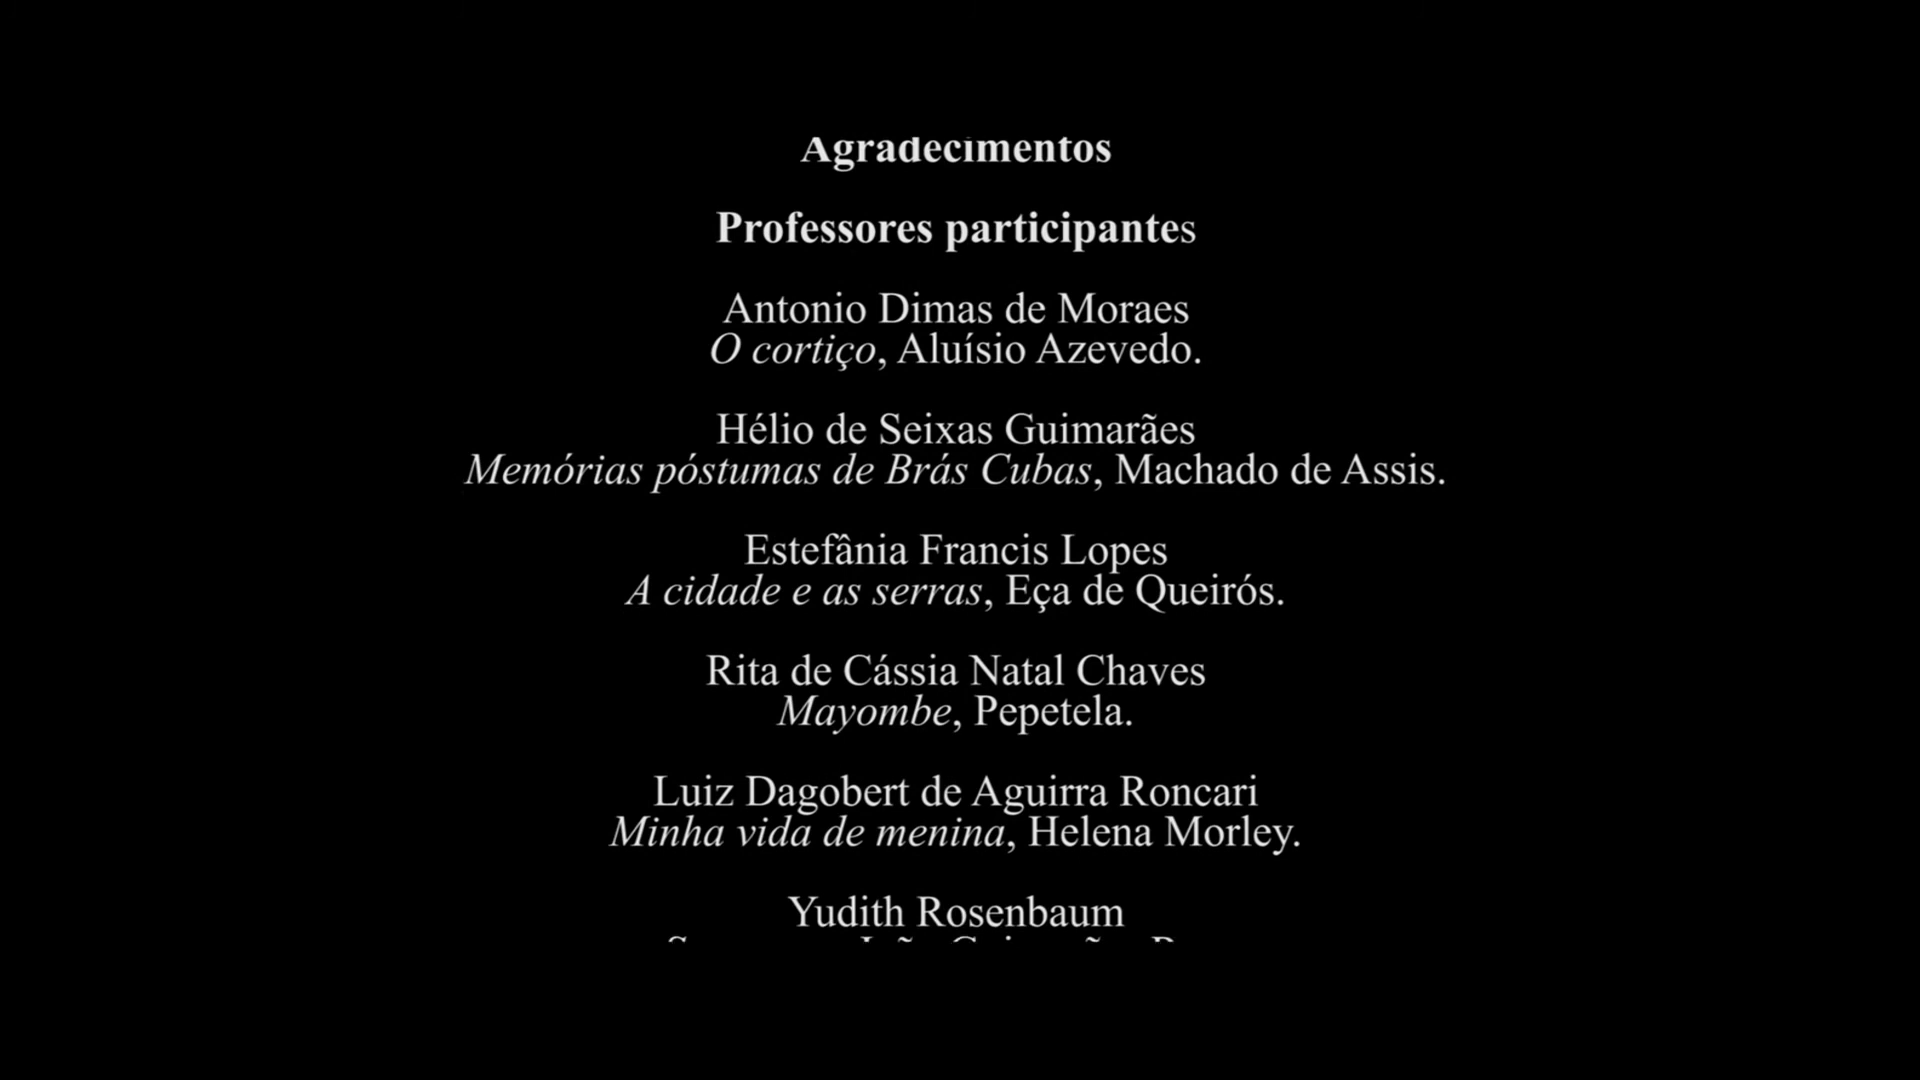 Agradecimentos
Professores participantes
Antonio Dimas de Moraes
O cortiço, Aluísio Azevedo.
Hélio de Seixas Guimarães
Memórias póstumas de Brás Cubas, Machado de Assis.
Estefânia Francis Lopes
A cidade e as serras, Eça de Queirós.
Rita de Cássia Natal Chaves
Mayombe, Pepetela.
Luiz Dagobert de Aguirra Roncari
Minha vida de menina, Helena Morley.
Yudith Rosenbaum